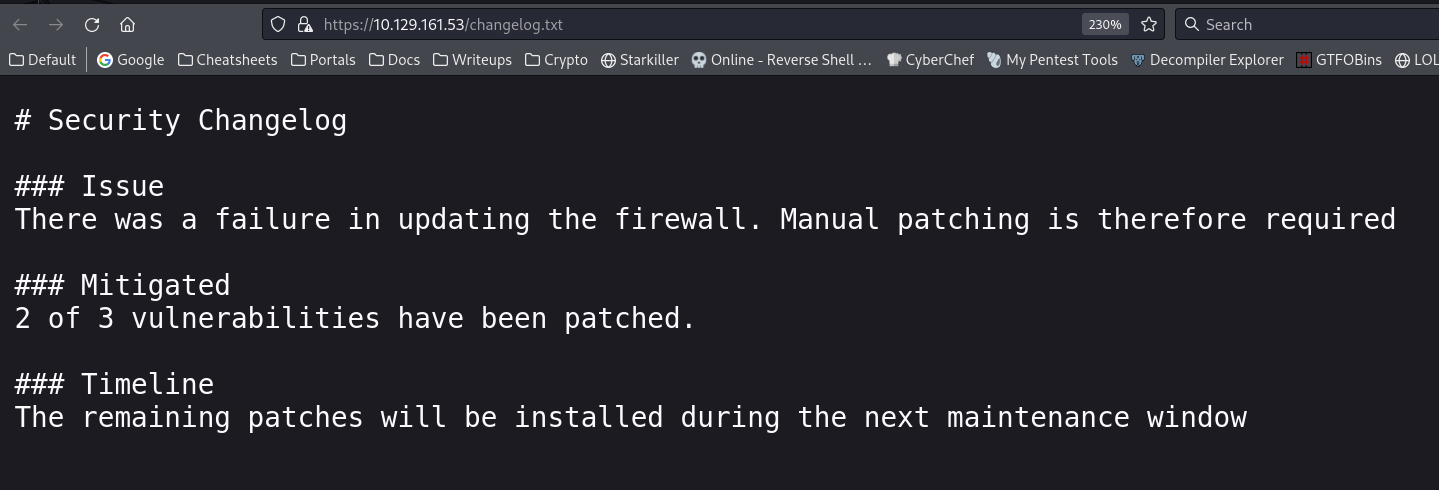 https://10.129.161.53/changelog.txt
230%
Search
Default
Google
Cheatsheets
Portals
Docs
Writeups
Crypto
Starkiller
Online - Reverse Shell ...
CyberChef
My Pentest Tools
Decompiler Explorer
GTFOBins
LOL
# Security Changelog
### Issue
There was a failure in updating the firewall. Manual patching is therefore required
### Mitigated
2 of 3 vulnerabilities have been patched.
### Timeline
The remaining patches will be installed during the next maintenance window